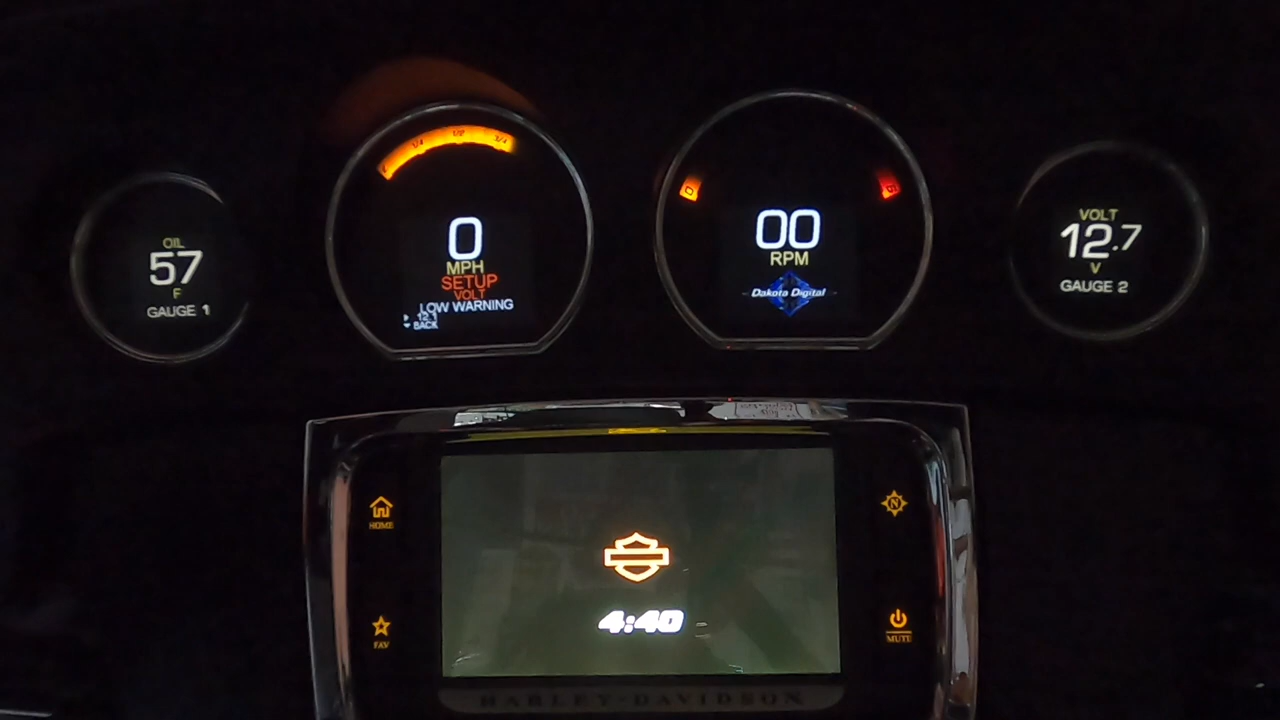 OIL
57
F
GAUGE 1
1/4 1/2 3/4
0
MPH
SETUP
VOLT
LOW WARNING
12.1
BACK
0
00
RPM
Dakota Digital
VOLT
12.7
V
GAUGE 2
HOME
FAV
4:40
N
MUTE
HARLEY-DAVIDSON